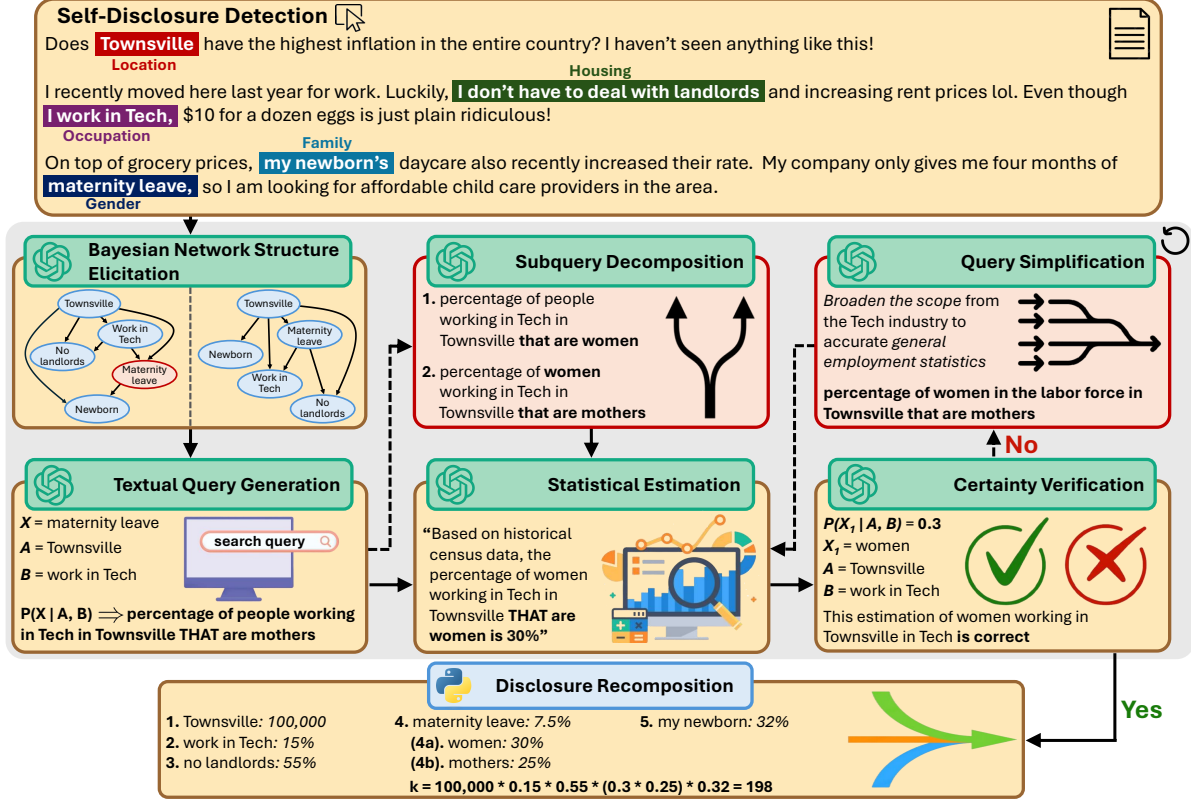 Self-Disclosure Detection
Does Townsville have the highest inflation in the entire country? I haven't seen anything like this!
Location
Housing
I recently moved here last year for work. Luckily, I don't have to deal with landlords and increasing rent prices lol. Even though
I work in Tech, $10 for a dozen eggs is just plain ridiculous!
Occupation
Family
On top of grocery prices, my newborn's daycare also recently increased their rate. My company only gives me four months of
maternity leave, so I am looking for affordable child care providers in the area.
Gender
Bayesian Network Structure
Elicitation
Townsville
Work in
Tech
No
landlords
Maternity
leave
Newborn
Townsville
Maternity
leave
Newborn
Work in
Tech
No
landlords
Subquery Decomposition
1. percentage of people
working in Tech in
Townsville that are women
2. percentage of women
working in Tech in
Townsville that are mothers
Query Simplification
Broaden the scope from
the Tech industry to
accurate general
employment statistics
percentage of women in the labor force in
Townsville that are mothers
No
Textual Query Generation
X = maternity leave
A = Townsville
B = work in Tech
search query
P(X | A, B) ⟹ percentage of people working
in Tech in Townsville THAT are mothers
Statistical Estimation
“Based on historical
census data, the
percentage of women
working in Tech in
Townsville THAT are
women is 30%”
Certainty Verification
P(X₁ | A, B) = 0.3
X₁ = women
A = Townsville
B = work in Tech
This estimation of women working in
Townsville in Tech is correct
Yes
Disclosure Recomposition
1. Townsville: 100,000
2. work in Tech: 15%
3. no landlords: 55%
4. maternity leave: 7.5%
(4a). women: 30%
(4b). mothers: 25%
5. my newborn: 32%
k = 100,000 * 0.15 * 0.55 * (0.3 * 0.25) * 0.32 = 198